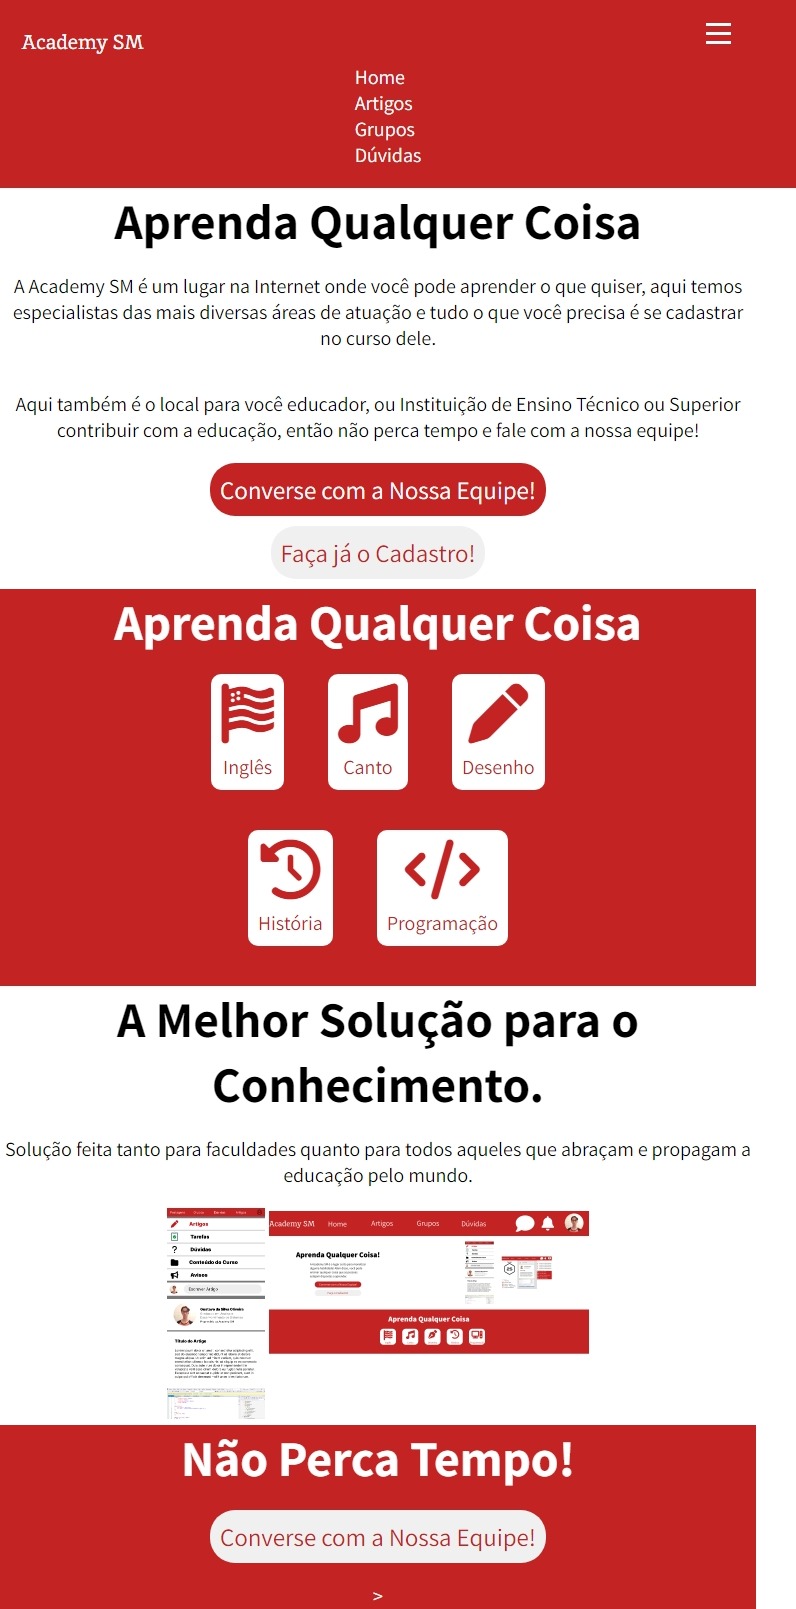 Academy SM
Home
Artigos
Grupos
Dúvidas
Aprenda Qualquer Coisa
A Academy SM é um lugar na Internet onde você pode aprender o que quiser, aqui temos
especialistas das mais diversas áreas de atuação e tudo o que você precisa é se cadastrar
no curso dele.
Aqui também é o local para você educador, ou Instituição de Ensino Técnico ou Superior
contribuir com a educação, então não perca tempo e fale com a nossa equipe!
Converse com a Nossa Equipe!
Faça já o Cadastro!
Aprenda Qualquer Coisa
Inglês
Canto
Desenho
História
Programação
A Melhor Solução para o
Conhecimento.
Solução feita tanto para faculdades quanto para todos aqueles que abraçam e propagam a
educação pelo mundo.
Artigos
Tarefas
Dúvidas
Conteúdo do Curso
Avisos
Escrever Artigo
Gustavo da Silva Oliveira
Título do Artigo
Academy SM
Home
Artigos
Grupos
Dúvidas
Aprenda Qualquer Coisa!
Aprenda Qualquer Coisa
Não Perca Tempo!
Converse com a Nossa Equipe!
>